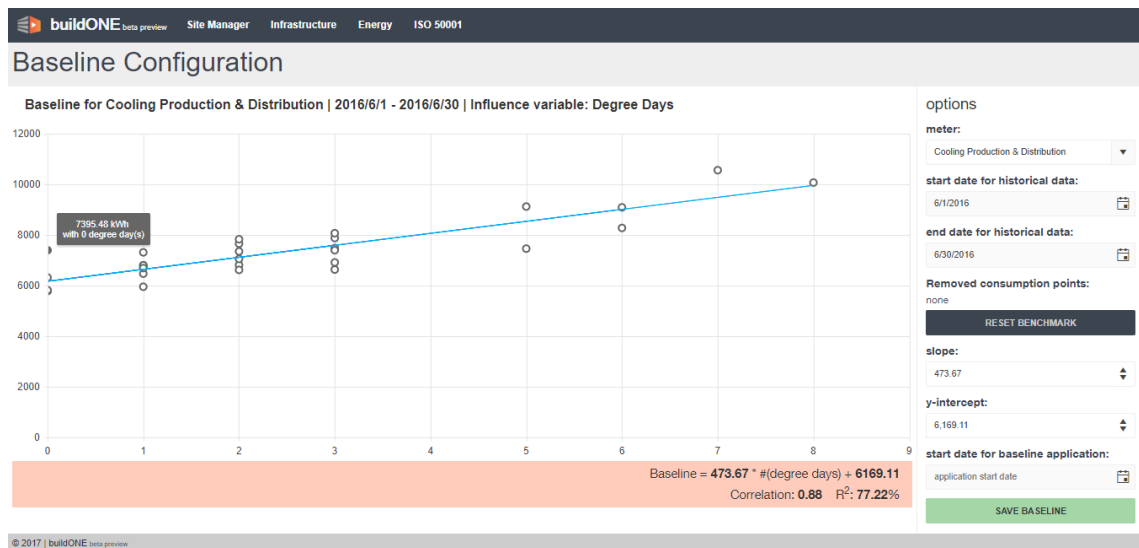 buildONE beta preview Site Manager Infrastructure Energy ISO 50001
Baseline Configuration
Baseline for Cooling Production & Distribution | 2016/6/1 - 2016/6/30 | Influence variable: Degree Days
12000
10000
8000
6000
4000
2000
0
7395.48 kWh
with 0 degree day(s)
0 1 2 3 4 5 6 7 8 9
Baseline = 473.67 * #(degree days) + 6169.11
Correlation: 0.88 R²: 77.22%
options
meter:
Cooling Production & Distribution
start date for historical data:
6/1/2016
end date for historical data:
6/30/2016
Removed consumption points:
none
RESET BENCHMARK
slope:
473.67
y-intercept:
6,169.11
start date for baseline application:
application start date
SAVE BASELINE
© 2017 | buildONE beta preview